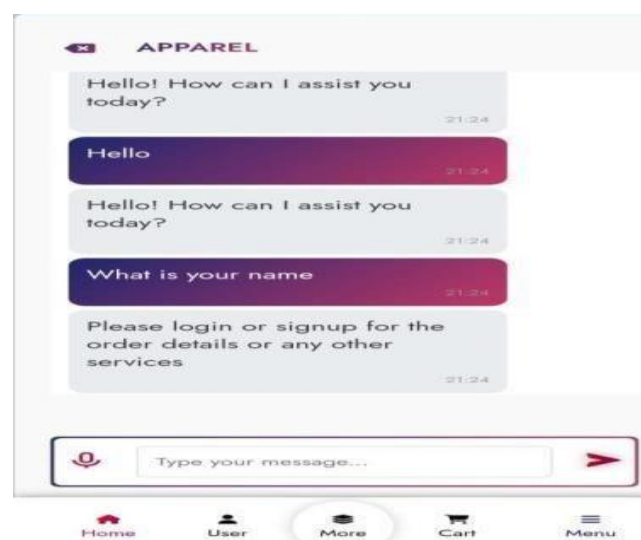 APPAREL
Hello! How can I assist you
today?
21:24
Hello
21:24
Hello! How can I assist you
today?
21:24
What is your name
21:24
Please login or signup for the
order details or any other
services
21:24
Type your message...
Home User More Cart Menu